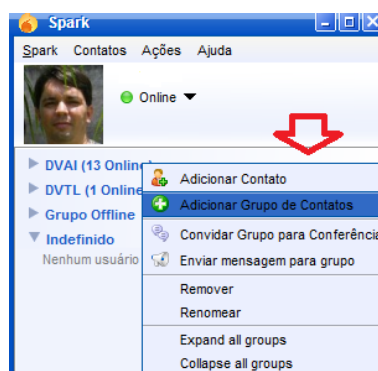 Spark
Spark Contatos Ações Ajuda
Online
DVAI (13 Online)
DVTL (1 Online
Grupo Offline
Indefinido
Nenhum usuário
Adicionar Contato
Adicionar Grupo de Contatos
Convidar Grupo para Conferência
Enviar mensagem para grupo
Remover
Renomear
Expand all groups
Collapse all groups